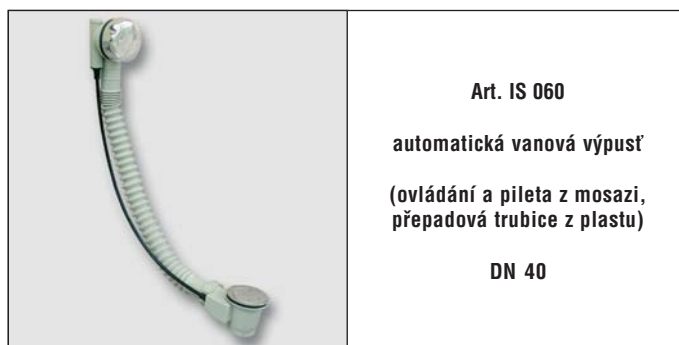 Art. IS 060
automatická vanová výpusť
(ovládání a pileta z mosazi,
přepadová trubice z plastu)
DN 40